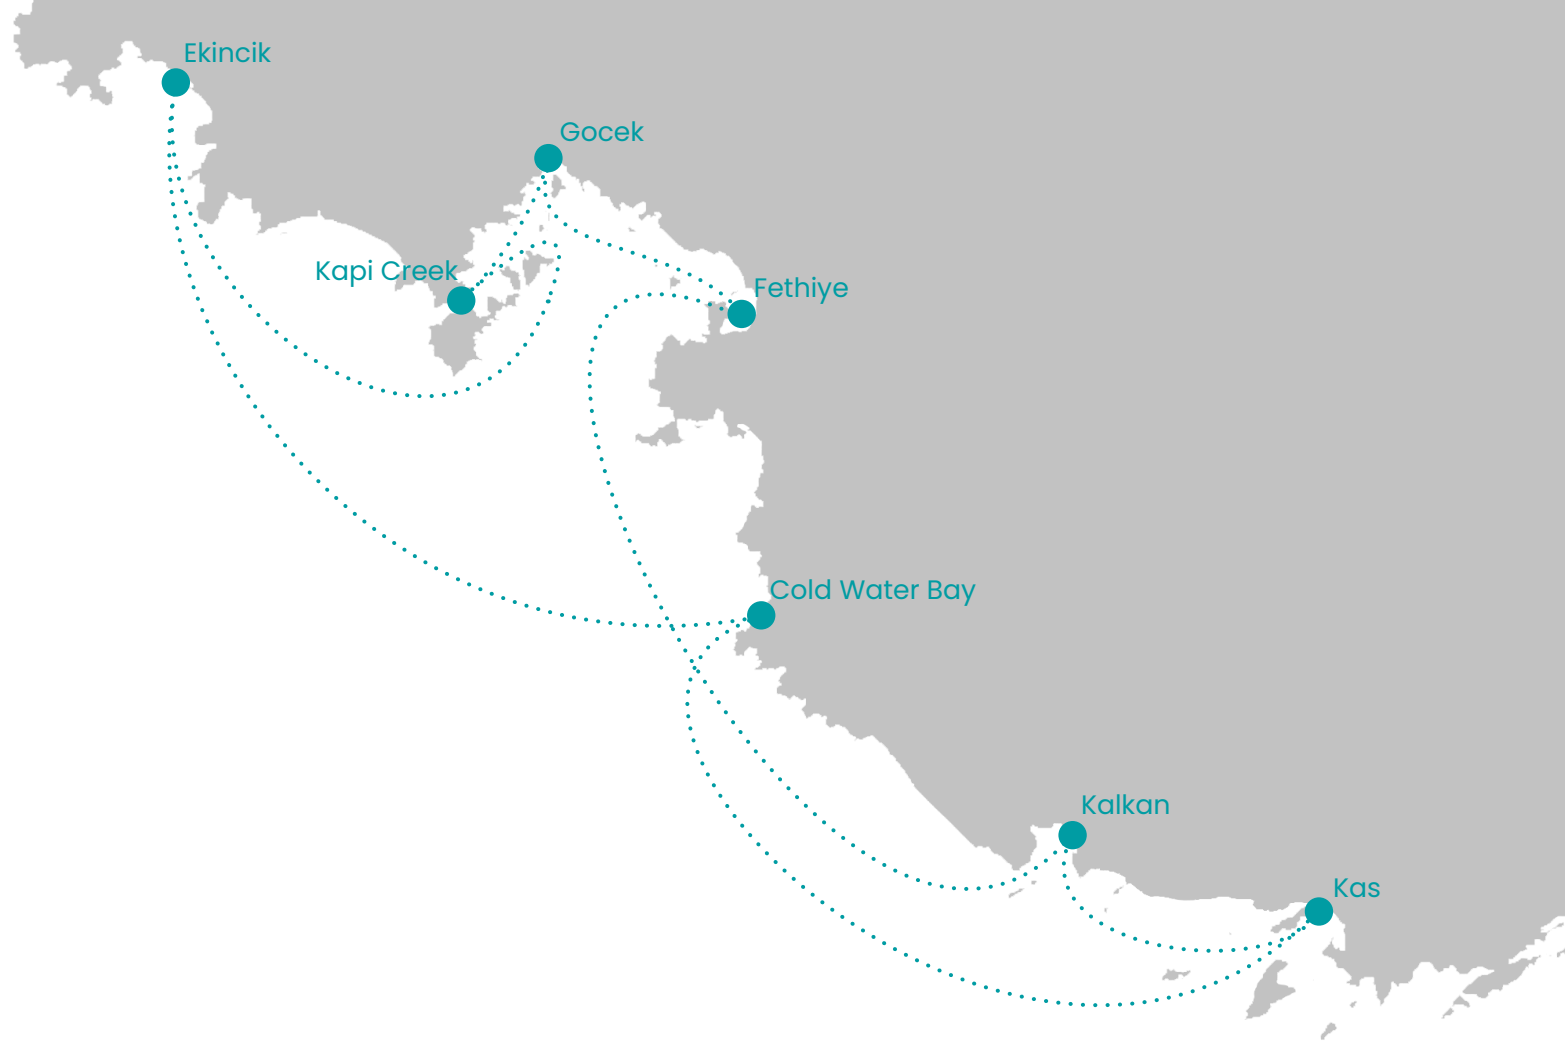 Ekincik
Gocek
Kapi Creek
Fethiye
Cold Water Bay
Kalkan
Kas